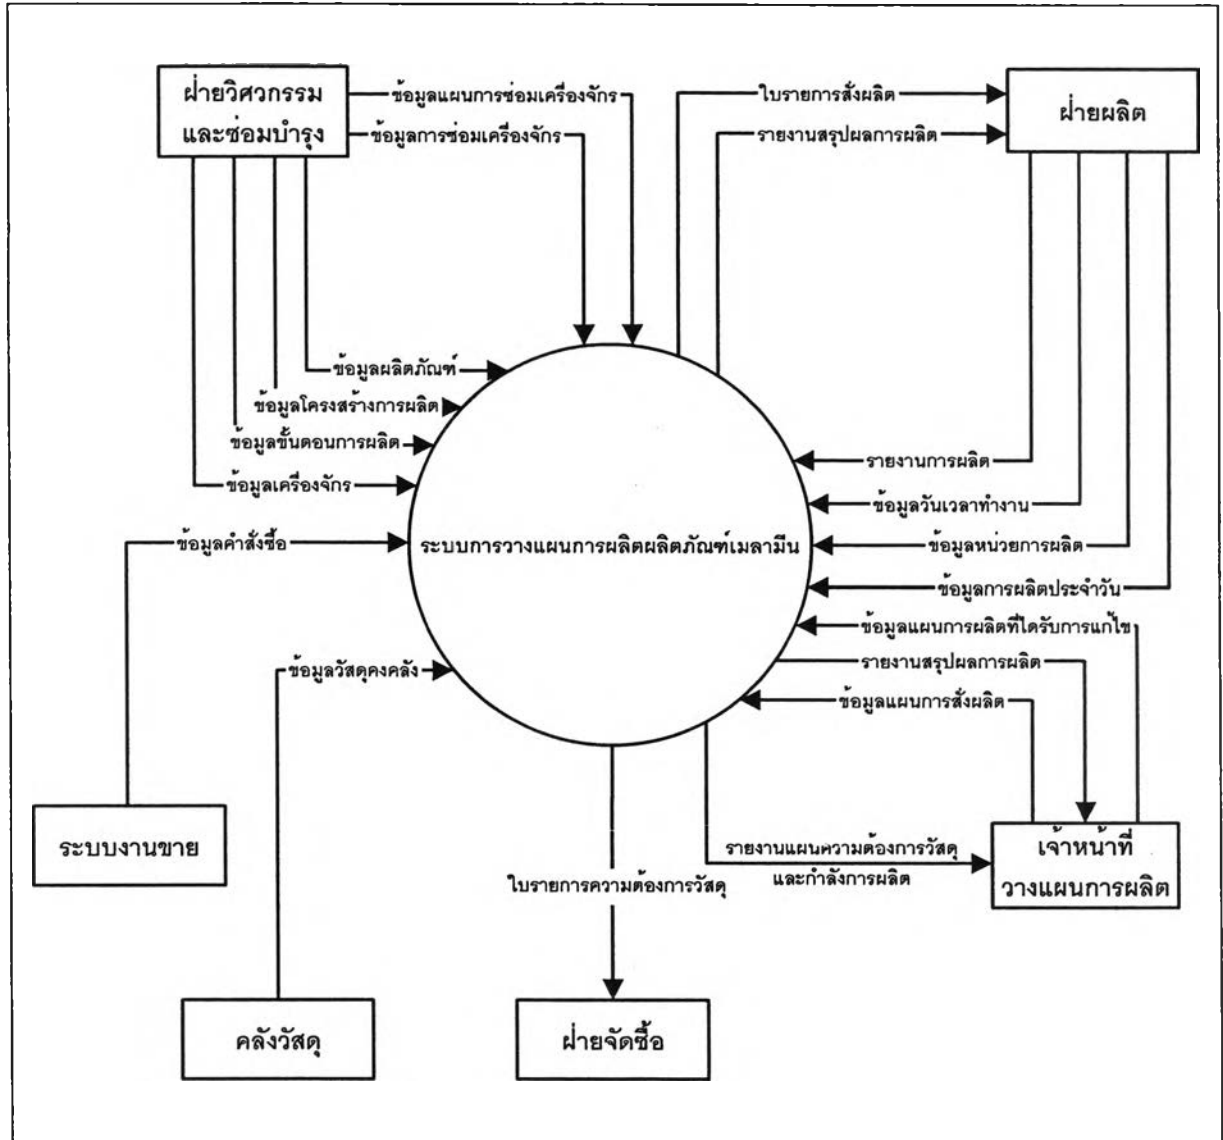 ฝ่ายวิศวกรรม
และซ่อมบำรุง
ข้อมูลแผนการซ่อมเครื่องจักร
ข้อมูลการซ่อมเครื่องจักร
ใบรายการสั่งผลิต
รายงานสรุปผลการผลิต
ฝ่ายผลิต
ข้อมูลผลิตภัณฑ์
ข้อมูลโครงสร้างการผลิต
ข้อมูลขั้นตอนการผลิต
ข้อมูลเครื่องจักร
ข้อมูลคำสั่งซื้อ
ระบบการวางแผนการผลิตผลิตภัณฑ์เมลามีน
รายงานการผลิต
ข้อมูลวันเวลาทำงาน
ข้อมูลหน่วยการผลิต
ข้อมูลการผลิตประจำวัน
ข้อมูลแผนการผลิตที่ใดรับการแก้ไข
รายงานสรุปผลการผลิต
ข้อมูลแผนการสั่งผลิต
ข้อมูลวัสดุคงคลัง
ระบบงานขาย
รายงานแผนความต้องการวัสดุ
และกำลังการผลิต
เจ้าหน้าที่
วางแผนการผลิต
ใบรายการความต้องการวัสดุ
คลังวัสดุ
ฝ่ายจัดซื้อ